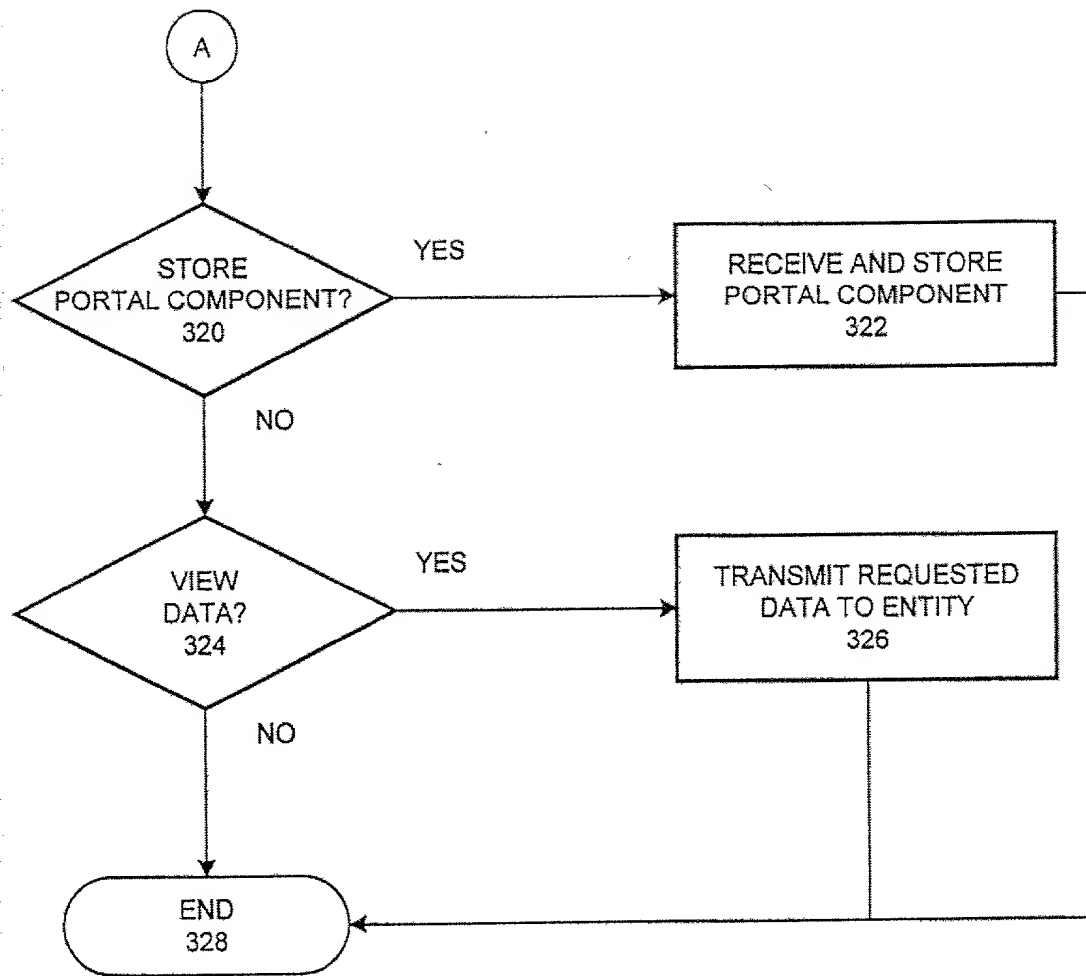 A
STORE
PORTAL COMPONENT?
320
YES
RECEIVE AND STORE
PORTAL COMPONENT
322
NO
VIEW
DATA?
324
YES
TRANSMIT REQUESTED
DATA TO ENTITY
326
NO
END
328